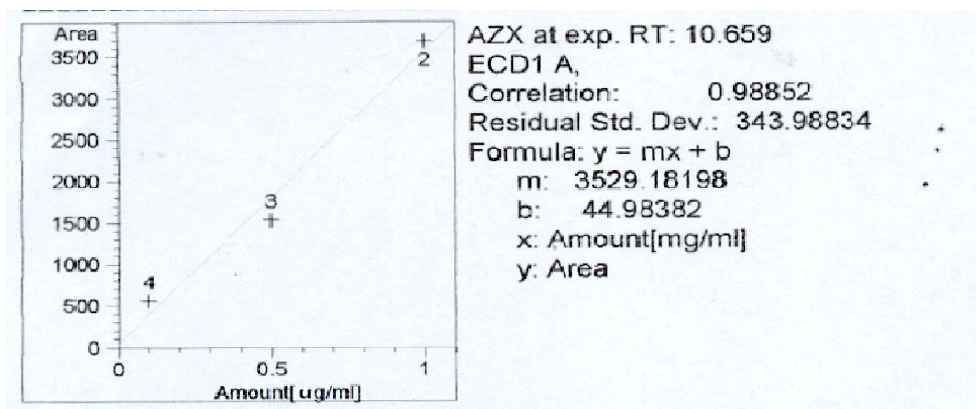 Area
3500
3000
2500
2000
1500
1000
500
0
2
3
4
0 0.5 1
Amount[ug/ml]
AZX at exp. RT: 10.659
ECD1 A,
Correlation: 0.98852
Residual Std. Dev.: 343.98834
Formula: y = mx + b
m: 3529.18198
b: 44.98382
x: Amount[mg/ml]
y: Area